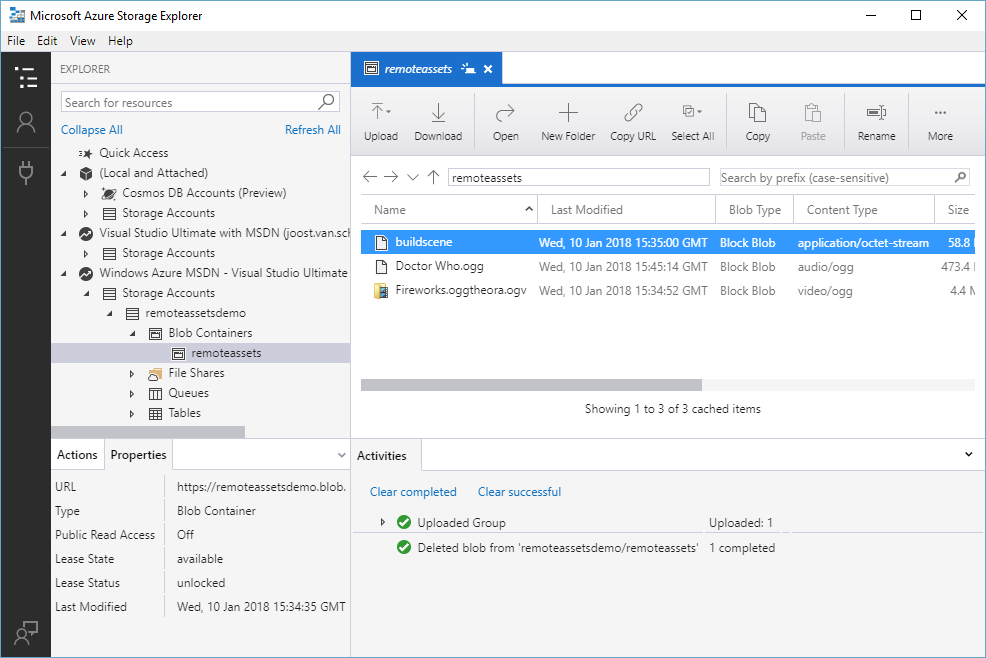 Microsoft Azure Storage Explorer
File Edit View Help
EXPLORER
Search for resources
Collapse All Refresh All
Quick Access
(Local and Attached)
Cosmos DB Accounts (Preview)
Storage Accounts
Visual Studio Ultimate with MSDN (joost.van.sch
Storage Accounts
Windows Azure MSDN - Visual Studio Ultimate
Storage Accounts
remoteassetsdemo
Blob Containers
remoteassets
File Shares
Queues
Tables
Actions Properties
URL https://remoteassetsdemo.blob.
Type Blob Container
Public Read Access Off
Lease State available
Lease Status unlocked
Last Modified Wed, 10 Jan 2018 15:34:35 GMT
remoteassets
Upload Download Open New Folder Copy URL Select All Copy Paste Rename More
remoteassets Search by prefix (case-sensitive)
Name Last Modified Blob Type Content Type Size
buildscene Wed, 10 Jan 2018 15:35:00 GMT Block Blob application/octet-stream 58.8
Doctor Who.ogg Wed, 10 Jan 2018 15:45:14 GMT Block Blob audio/ogg 473.4
Fireworks.oggtheora.ogv Wed, 10 Jan 2018 15:34:52 GMT Block Blob video/ogg 4.4 M
Showing 1 to 3 of 3 cached items
Activities
Clear completed Clear successful
Uploaded Group Uploaded: 1
Deleted blob from 'remoteassetsdemo/remoteassets' 1 completed